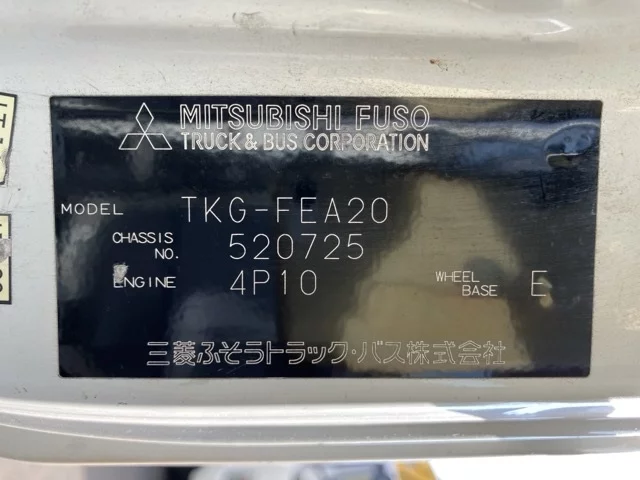 MITSUBISHI FUSO
TRUCK & BUS CORPORATION
MODEL TKG-FEA20
CHASSIS NO. 520725
ENGINE 4P10 WHEEL BASE E
三菱ふそうトラック・バス株式会社